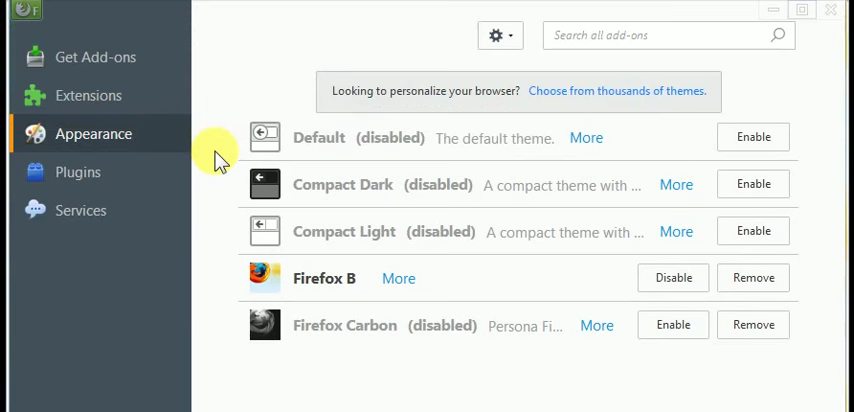 F
Search all add-ons
Get Add-ons
Extensions
Appearance
Plugins
Services
Looking to personalize your browser? Choose from thousands of themes.
Default (disabled) The default theme. More Enable
Compact Dark (disabled) A compact theme with ... More Enable
Compact Light (disabled) A compact theme with ... More Enable
Firefox B More Disable Remove
Firefox Carbon (disabled) Persona Fi... More Enable Remove